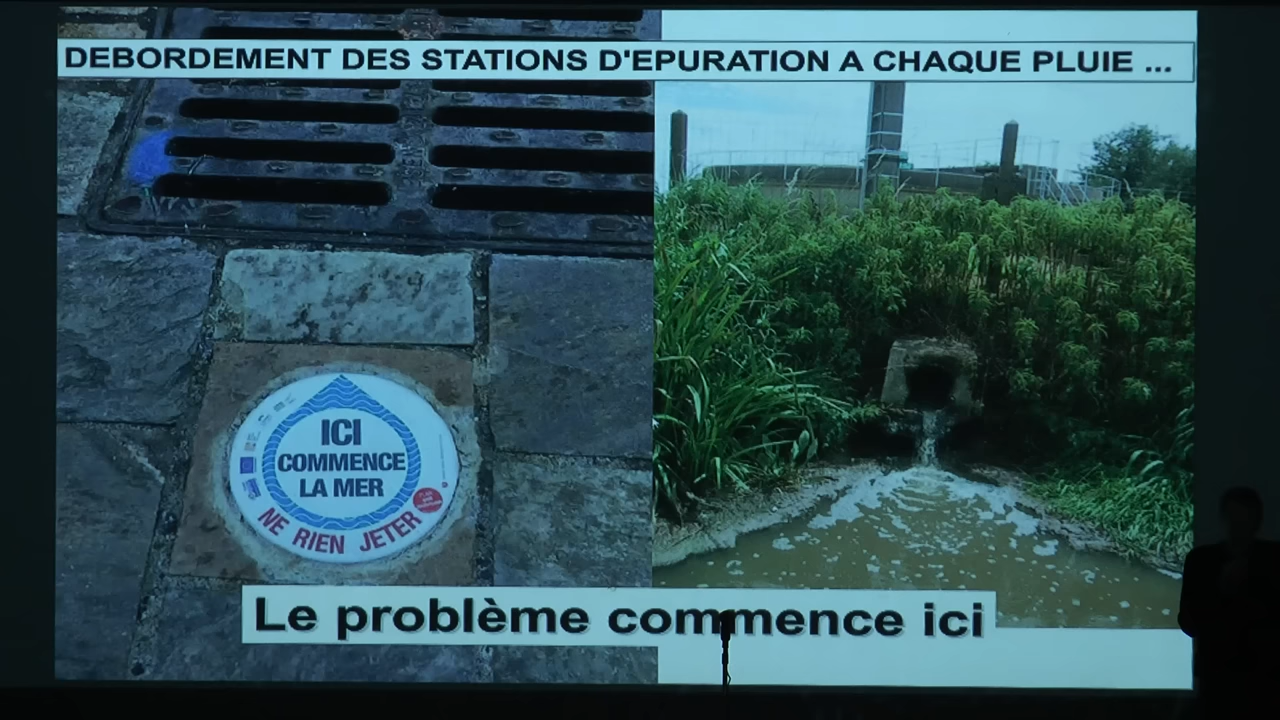 DEBORDEMENT DES STATIONS D'EPURATION A CHAQUE PLUIE ...
ICI
COMMENCE
LA MER
NE RIEN JETER
Le problème commence ici